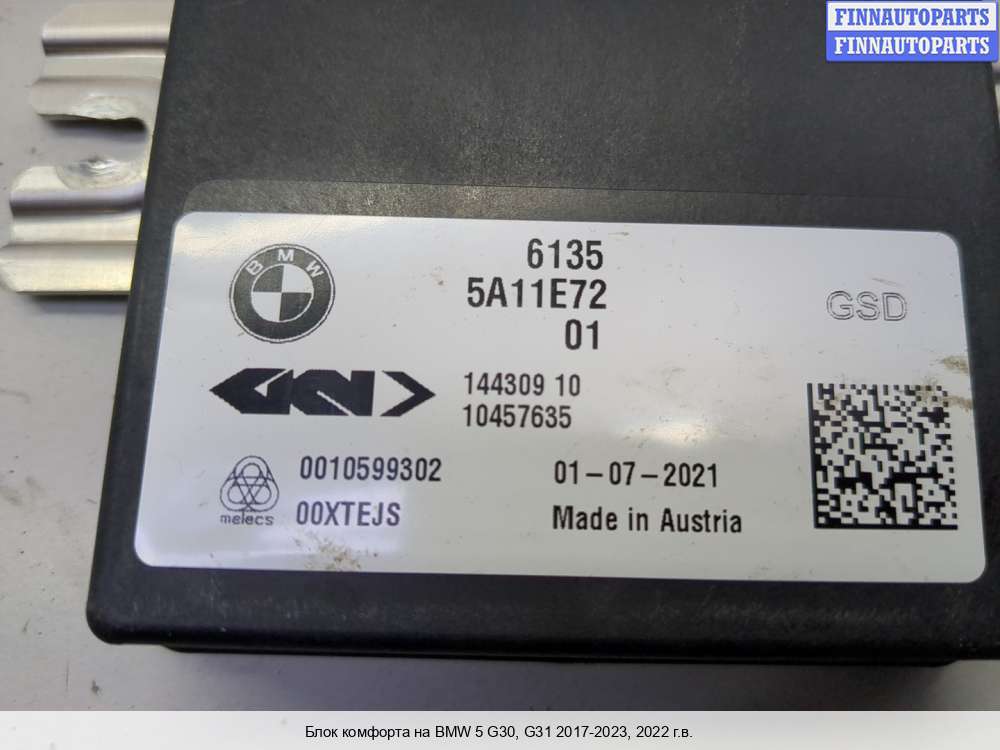 FINNAUTOPARTS
FINNAUTOPARTS
BMW
6135
5A11E72
01
GSD
GKN
144309 10
10457635
melecs
0010599302
00XTEJS
01-07-2021
Made in Austria
Блок комфорта на BMW 5 G30, G31 2017-2023, 2022 г.в.